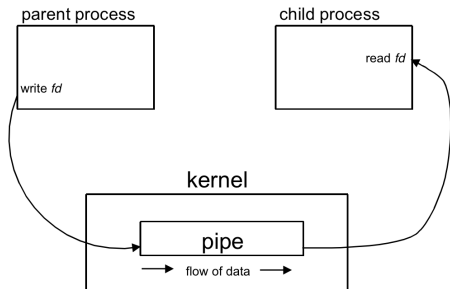 parent process
child process
write fd
read fd
kernel
pipe
flow of data